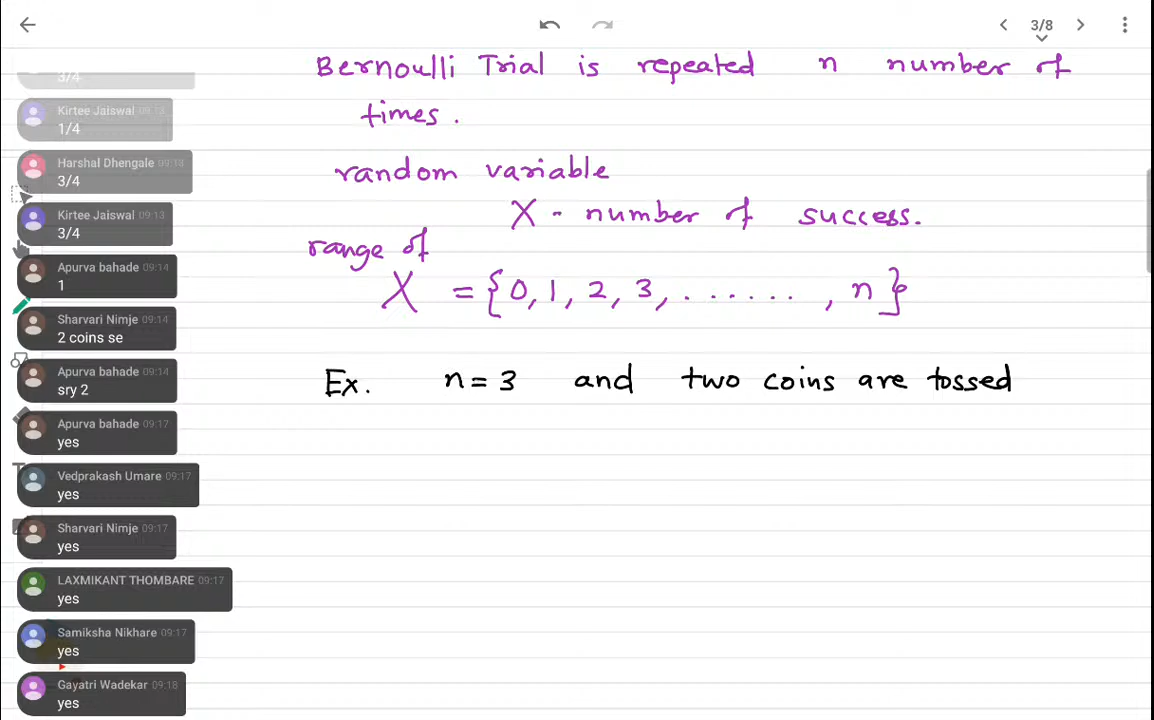 3/8
Bernoulli Trial is repeated n number of
times.
random variable
X - number of success.
range of
X = {0, 1, 2, 3, ......, n}
Ex. n = 3 and two coins are tossed
3/4
Kirtee Jaiswal 09:13
1/4
Harshal Dhengale 09:13
3/4
Kirtee Jaiswal 09:13
3/4
Apurva bahade 09:14
1
Sharvari Nimje 09:14
2 coins se
Apurva bahade 09:14
sry 2
Apurva bahade 09:17
yes
Vedprakash Umare 09:17
yes
Sharvari Nimje 09:17
yes
LAXMIKANT THOMBARE 09:17
yes
Samiksha Nikhare 09:17
yes
Gayatri Wadekar 09:18
yes